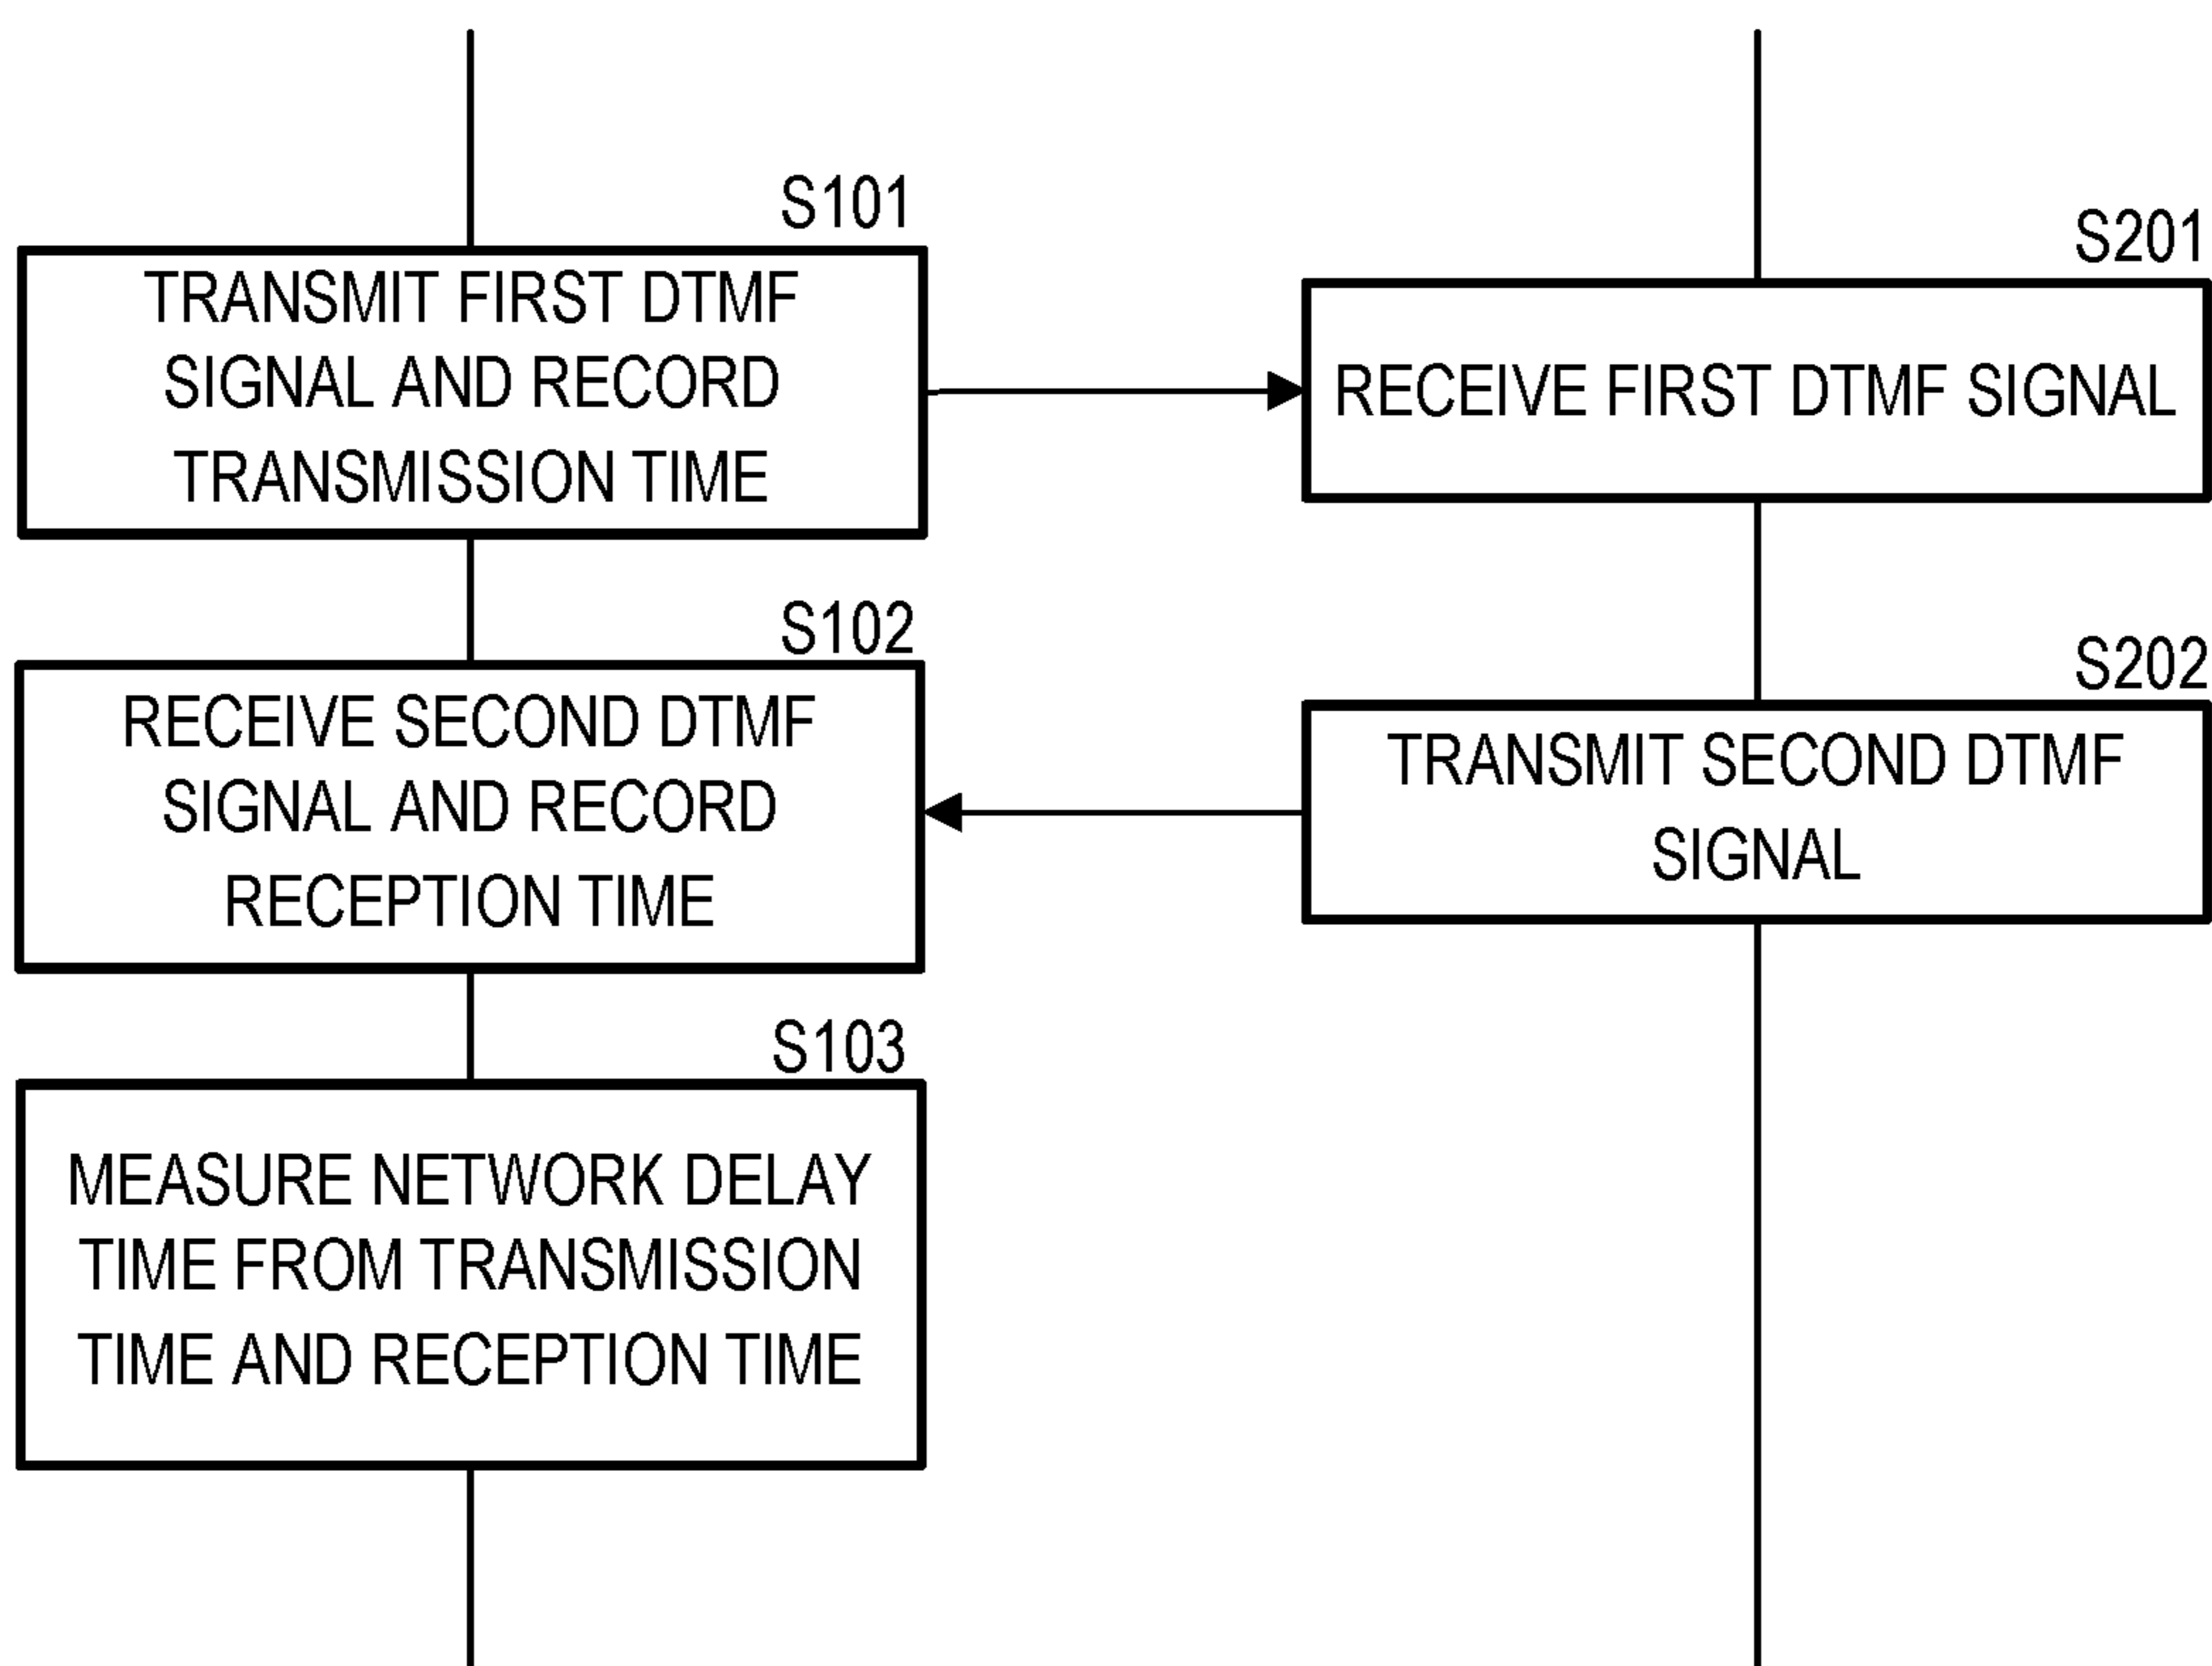 S101
TRANSMIT FIRST DTMF
SIGNAL AND RECORD
TRANSMISSION TIME
S201
RECEIVE FIRST DTMF SIGNAL
S102
RECEIVE SECOND DTMF
SIGNAL AND RECORD
RECEPTION TIME
S202
TRANSMIT SECOND DTMF
SIGNAL
S103
MEASURE NETWORK DELAY
TIME FROM TRANSMISSION
TIME AND RECEPTION TIME